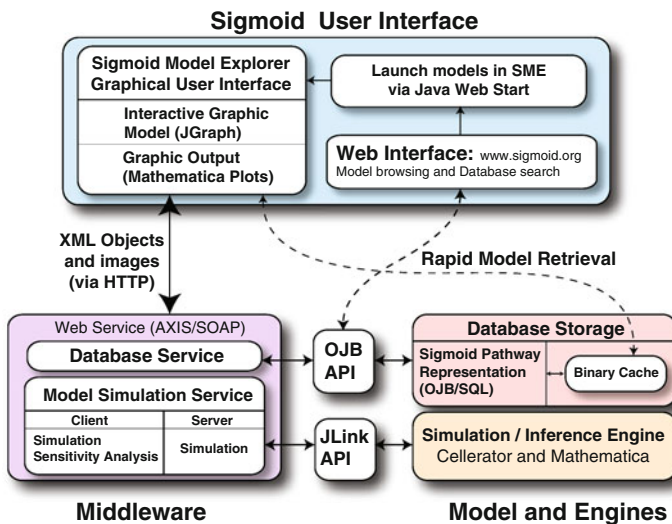 Sigmoid User Interface
Sigmoid Model Explorer
Graphical User Interface
Interactive Graphic
Model (JGraph)
Graphic Output
(Mathematica Plots)
Launch models in SME
via Java Web Start
Web Interface: www.sigmoid.org
Model browsing and Database search
XML Objects
and images
(via HTTP)
Rapid Model Retrieval
Web Service (AXIS/SOAP)
Database Service
Model Simulation Service
Client
Server
Simulation
Sensitivity Analysis
Simulation
OJB
API
JLink
API
Database Storage
Sigmoid Pathway
Representation
(OJB/SQL)
Binary Cache
Simulation / Inference Engine
Cellerator and Mathematica
Middleware
Model and Engines